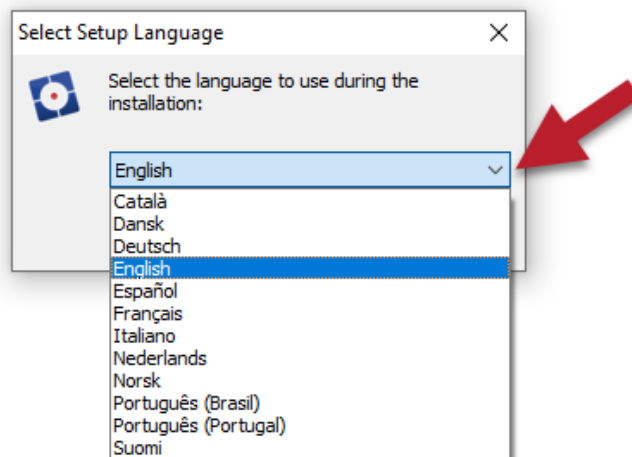 Select Setup Language
Select the language to use during the
installation:
English
Català
Dansk
Deutsch
English
Español
Français
Italiano
Nederlands
Norsk
Português (Brasil)
Português (Portugal)
Suomi